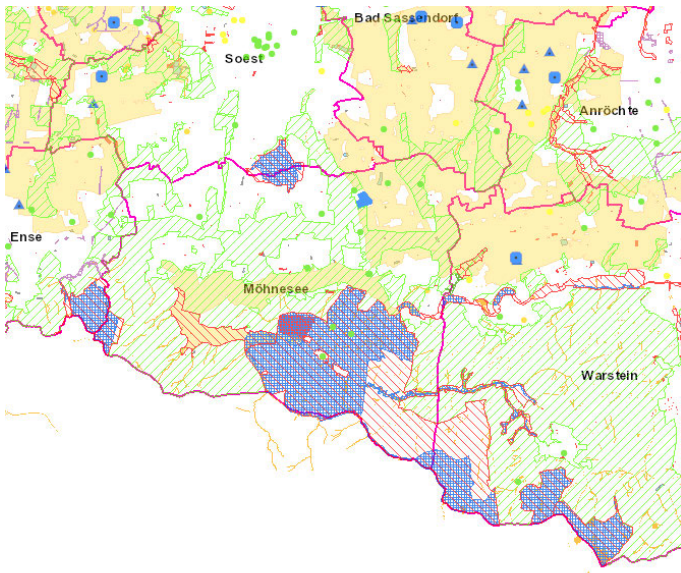 Bad Sassendorf
Soest
Anröchte
Ense
Möhnesee
Warstein